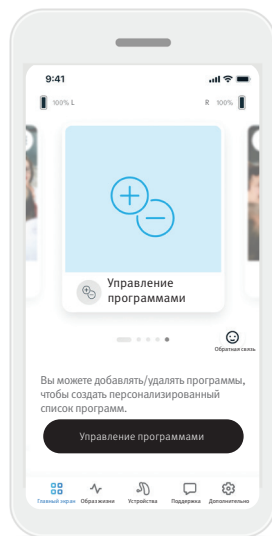 9:41
100% L
R 100%
Управление
программами
Обратная связь
Вы можете добавлять/удалять программы,
чтобы создать персонализированный
список программ.
Управление программами
Главный экран Образ жизни Устройства Поддержка Дополнительно